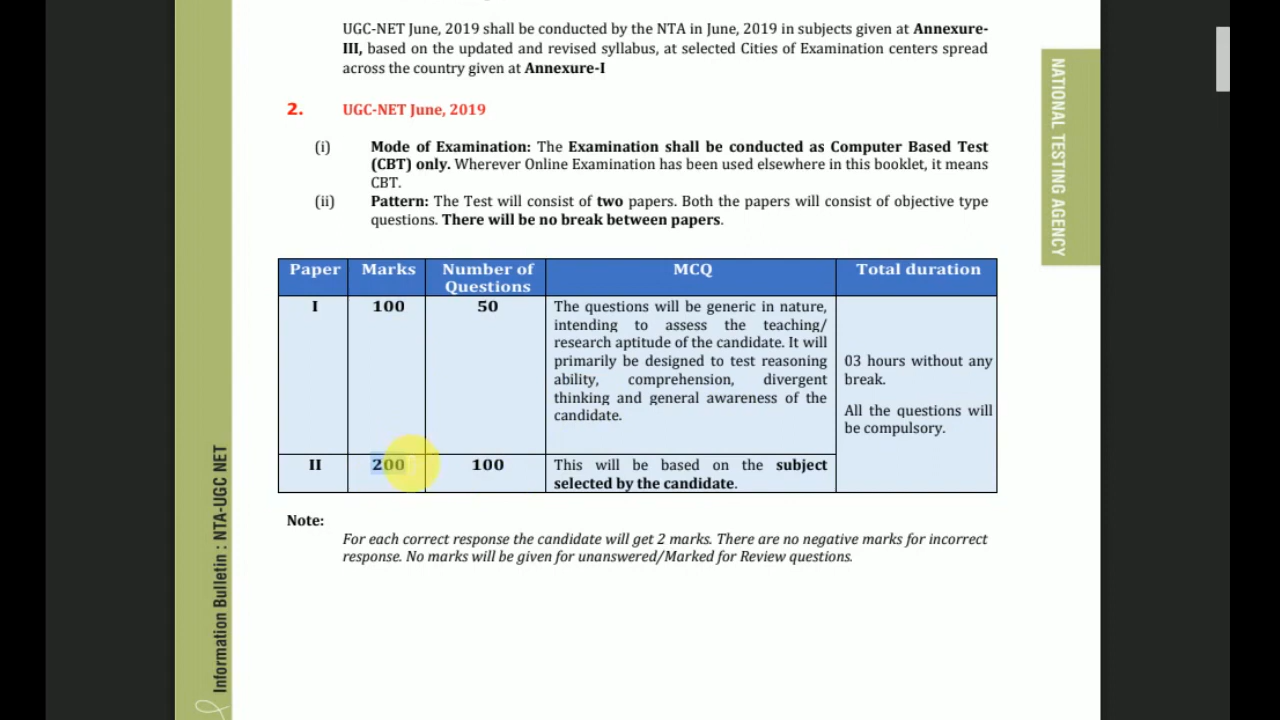 UGC-NET June, 2019 shall be conducted by the NTA in June, 2019 in subjects given at Annexure-
III, based on the updated and revised syllabus, at selected Cities of Examination centers spread
across the country given at Annexure-I
NATIONAL TESTING AGENCY
2. UGC-NET June, 2019
(i) Mode of Examination: The Examination shall be conducted as Computer Based Test
(CBT) only. Wherever Online Examination has been used elsewhere in this booklet, it means
CBT.
(ii) Pattern: The Test will consist of two papers. Both the papers will consist of objective type
questions. There will be no break between papers.
Paper Marks Number of MCQ Total duration
Questions
I 100 50 The questions will be generic in nature,
intending to assess the teaching/
research aptitude of the candidate. It will
primarily be designed to test reasoning
ability, comprehension, divergent
thinking and general awareness of the
candidate.
03 hours without any
break.
All the questions will
be compulsory.
II 200 100 This will be based on the subject
selected by the candidate.
Note:
For each correct response the candidate will get 2 marks. There are no negative marks for incorrect
response. No marks will be given for unanswered/Marked for Review questions.
Information Bulletin : NTA-UGC NET